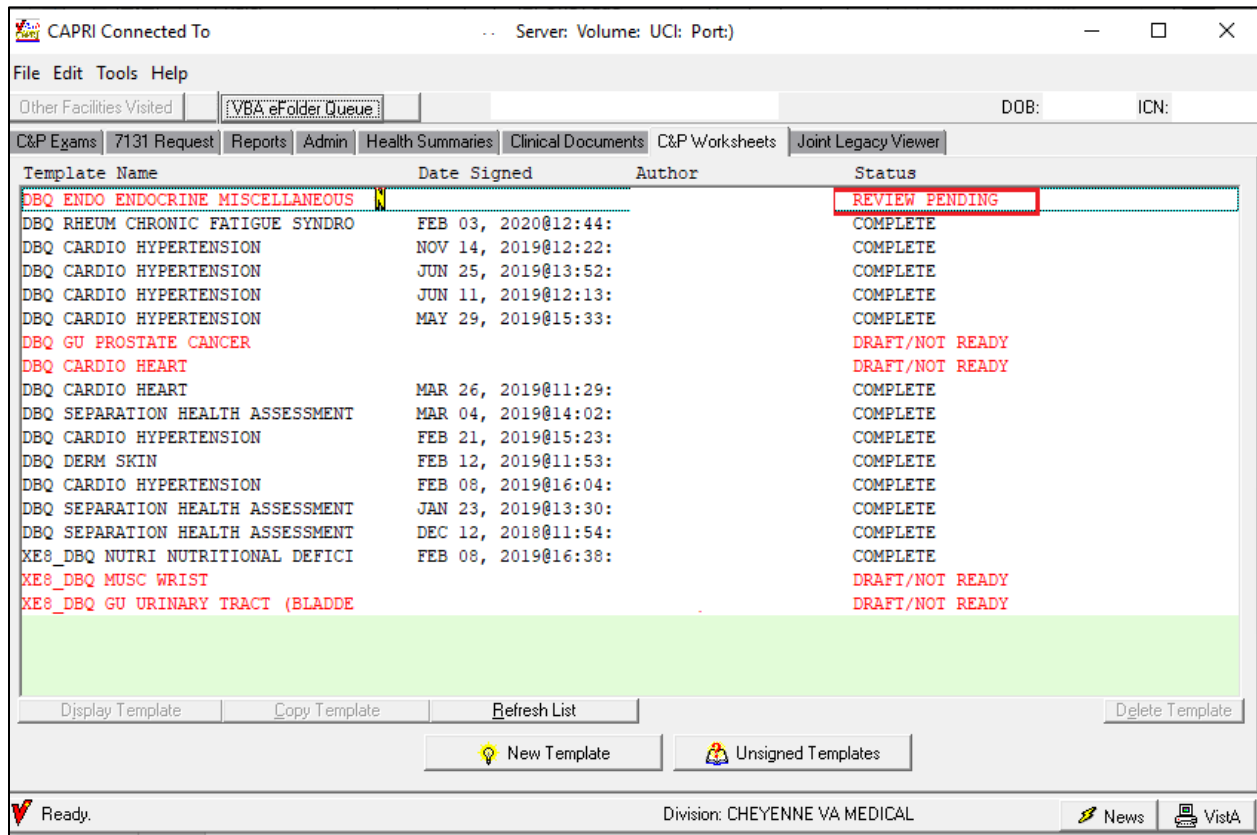 CAPRI Connected To Server: Volume: UCI: Port:)
File Edit Tools Help
Other Facilities Visited VBA eFolder Queue DOB: ICN:
C&P Exams 7131 Request Reports Admin Health Summaries Clinical Documents C&P Worksheets Joint Legacy Viewer
Template Name Date Signed Author Status
DBQ ENDO ENDOCRINE MISCELLANEOUS N REVIEW PENDING
DBQ RHEUM CHRONIC FATIGUE SYNDRO FEB 03, 2020@12:44: COMPLETE
DBQ CARDIO HYPERTENSION NOV 14, 2019@12:22: COMPLETE
DBQ CARDIO HYPERTENSION JUN 25, 2019@13:52: COMPLETE
DBQ CARDIO HYPERTENSION JUN 11, 2019@12:13: COMPLETE
DBQ CARDIO HYPERTENSION MAY 29, 2019@15:33: COMPLETE
DBQ GU PROSTATE CANCER DRAFT/NOT READY
DBQ CARDIO HEART DRAFT/NOT READY
DBQ CARDIO HEART MAR 26, 2019@11:29: COMPLETE
DBQ SEPARATION HEALTH ASSESSMENT MAR 04, 2019@14:02: COMPLETE
DBQ CARDIO HYPERTENSION FEB 21, 2019@15:23: COMPLETE
DBQ DERM SKIN FEB 12, 2019@11:53: COMPLETE
DBQ CARDIO HYPERTENSION FEB 08, 2019@16:04: COMPLETE
DBQ SEPARATION HEALTH ASSESSMENT JAN 23, 2019@13:30: COMPLETE
DBQ SEPARATION HEALTH ASSESSMENT DEC 12, 2018@11:54: COMPLETE
XE8_DBQ NUTRI NUTRITIONAL DEFICI FEB 08, 2019@16:38: COMPLETE
XE8_DBQ MUSC WRIST DRAFT/NOT READY
XE8_DBQ GU URINARY TRACT (BLADDE DRAFT/NOT READY
Display Template Copy Template Refresh List Delete Template
New Template Unsigned Templates
Ready. Division: CHEYENNE VA MEDICAL News VistA